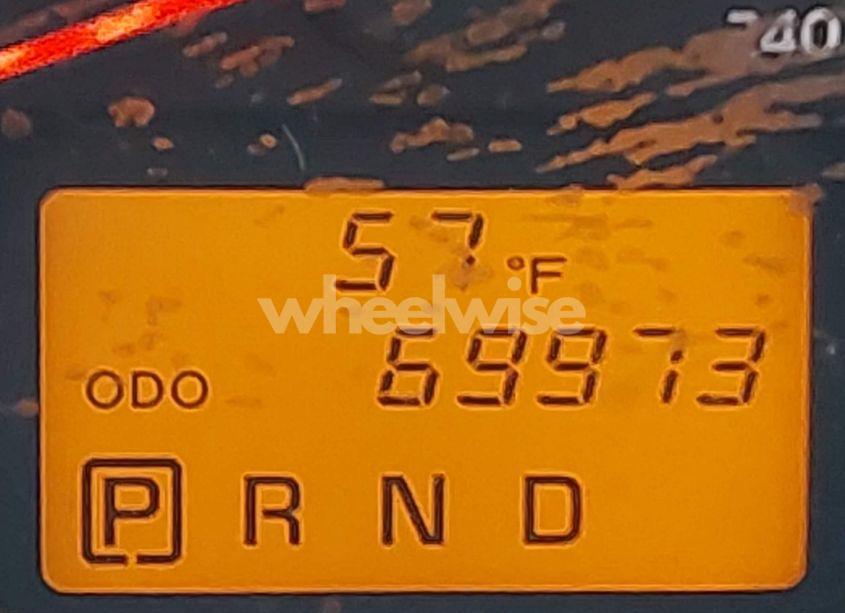 240
57 °F
wheelwise
ODO 69973
P R N D